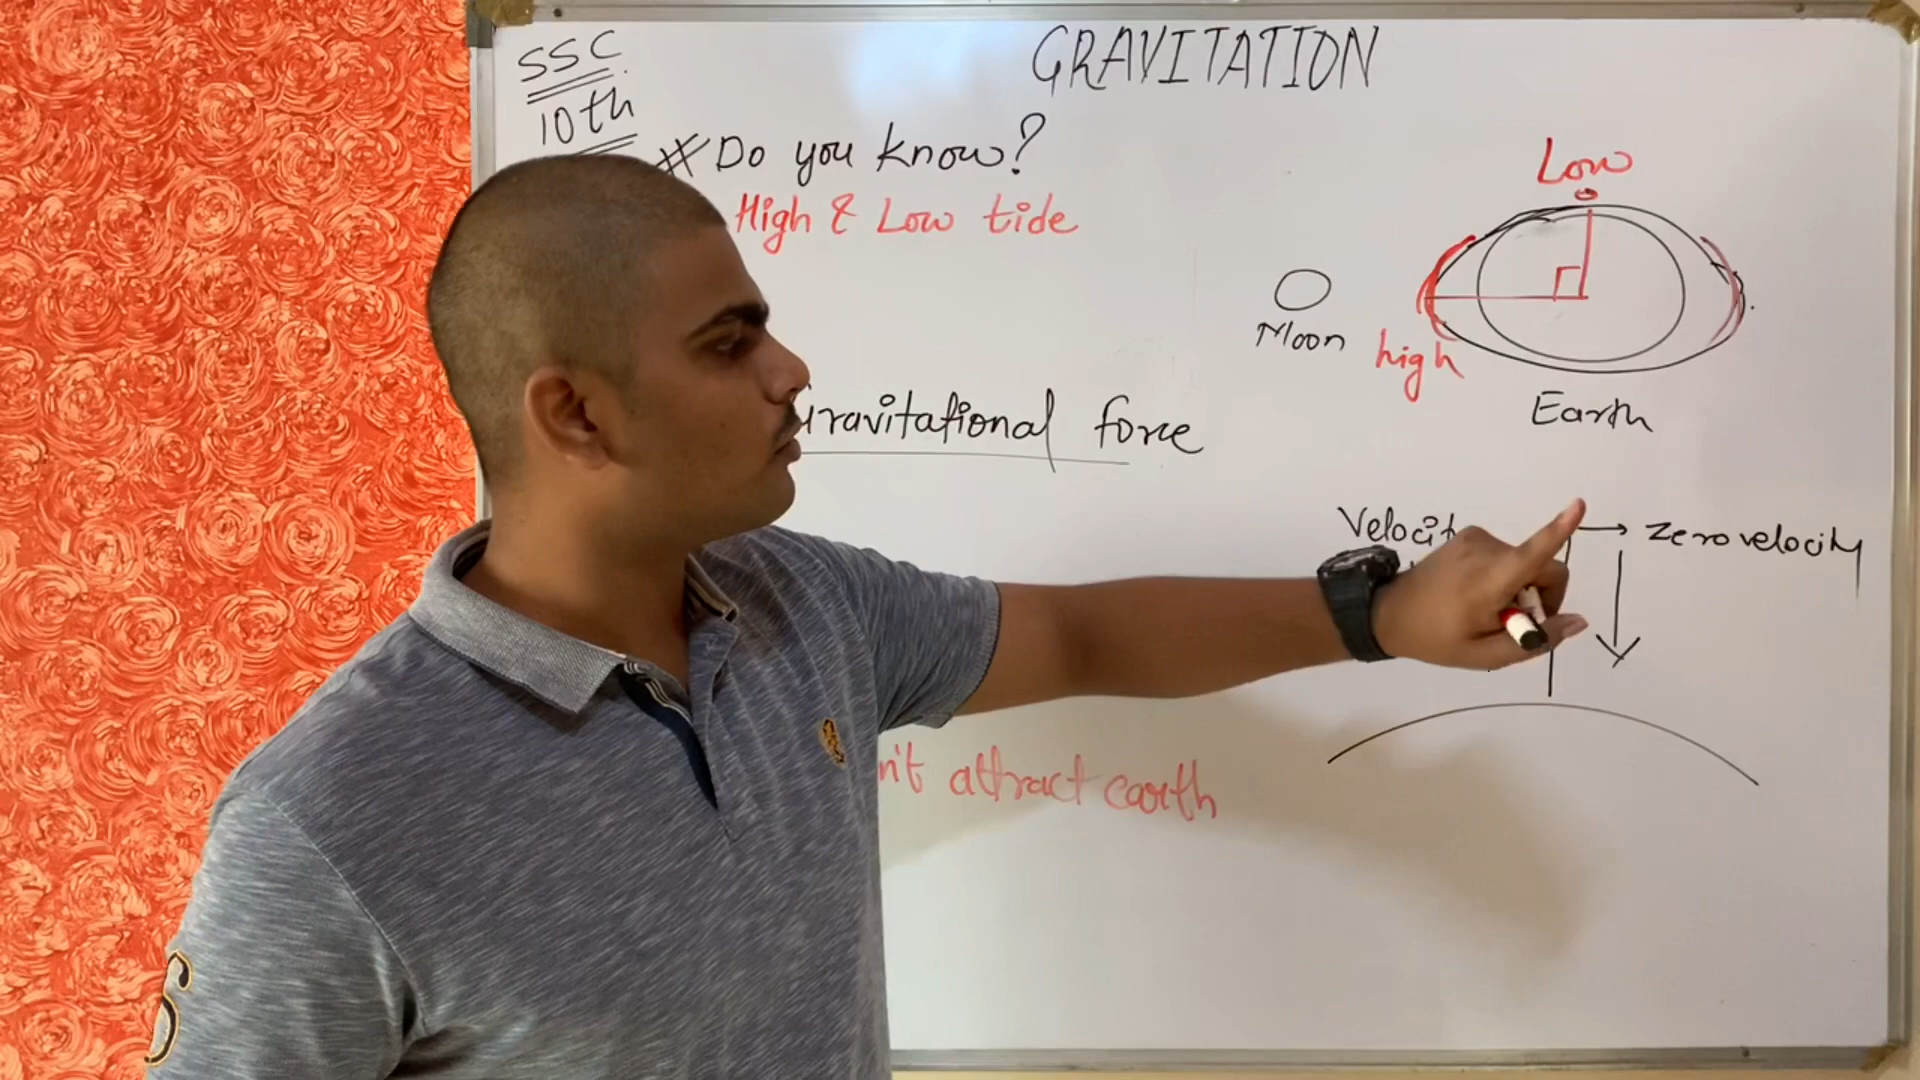 SSC
10th
GRAVITATION
# Do you know?
High & Low tide
Low
Moon
high
Earth
Gravitational force
Velocit
Zero velocity
n't attract earth